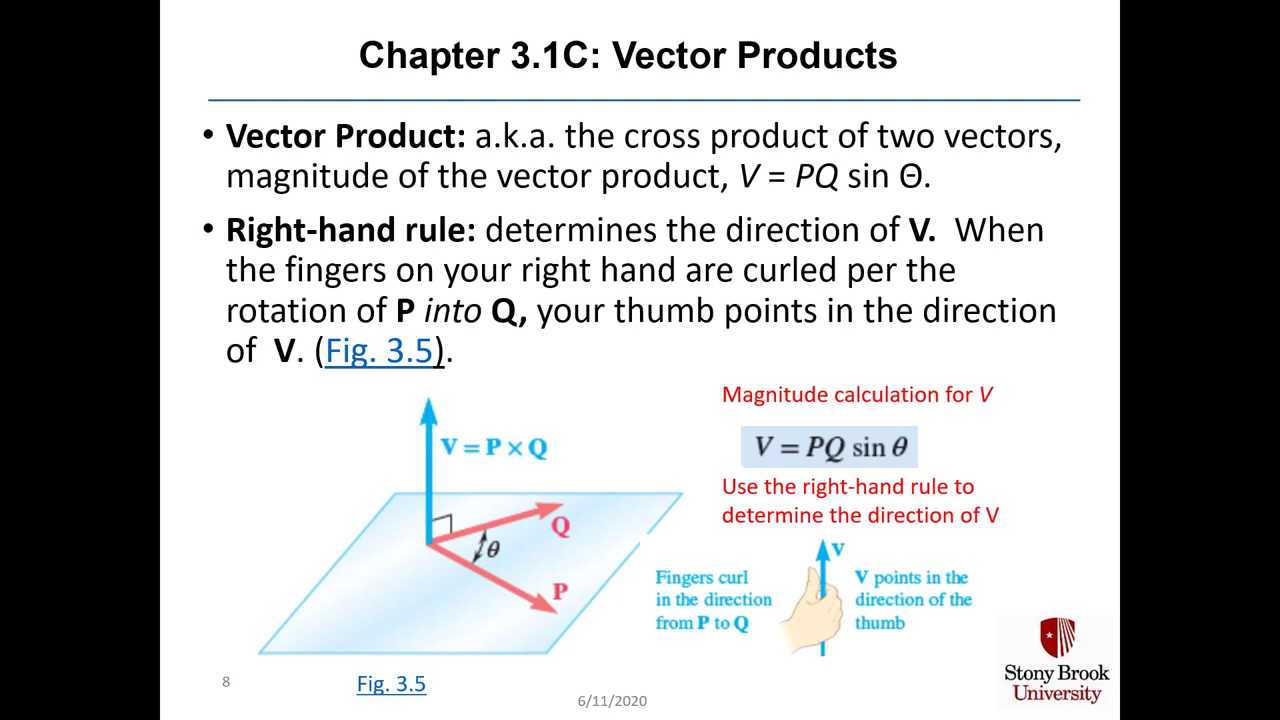 Chapter 3.1C: Vector Products
• Vector Product: a.k.a. the cross product of two vectors,
magnitude of the vector product, V = PQ sin Θ.
• Right-hand rule: determines the direction of V. When
the fingers on your right hand are curled per the
rotation of P into Q, your thumb points in the direction
of V. (Fig. 3.5).
V = P × Q
Q
θ
P
Magnitude calculation for V
V = PQ sin θ
Use the right-hand rule to
determine the direction of V
V
Fingers curl
in the direction
from P to Q
V points in the
direction of the
thumb
8
Fig. 3.5
6/11/2020
Stony Brook
University